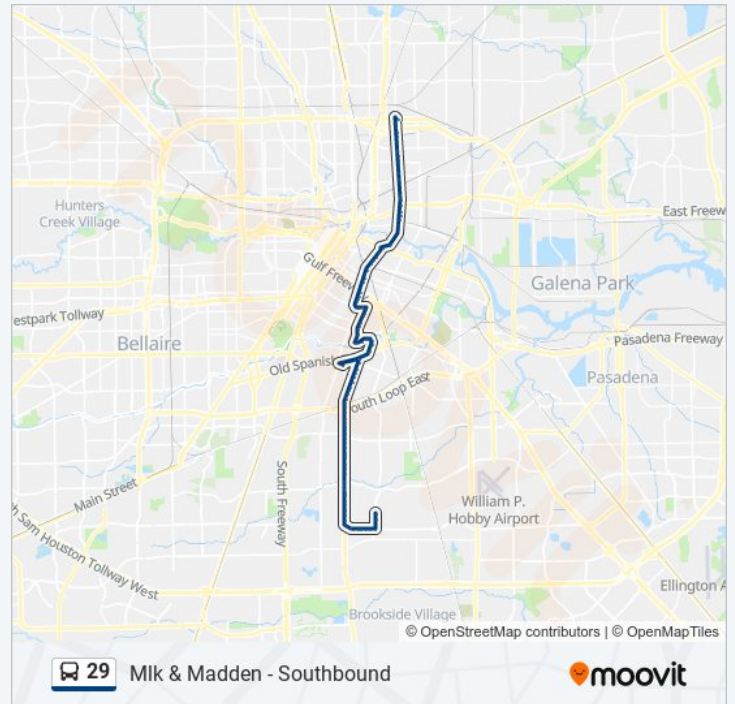 Hunters
Creek Village
East Freew
Gulf Freew
Galena Park
estpark Tollway
Bellaire
Pasadena Freeway
Old Spanish
Pasadena
outh Loop East
Main Street
South Freeway
William P.
Hobby Airport
h Sam Houston Tollway West
Ellington A
Brookside Village
© OpenStreetMap contributors | © OpenMapTiles
29 Mlk & Madden - Southbound
moovit